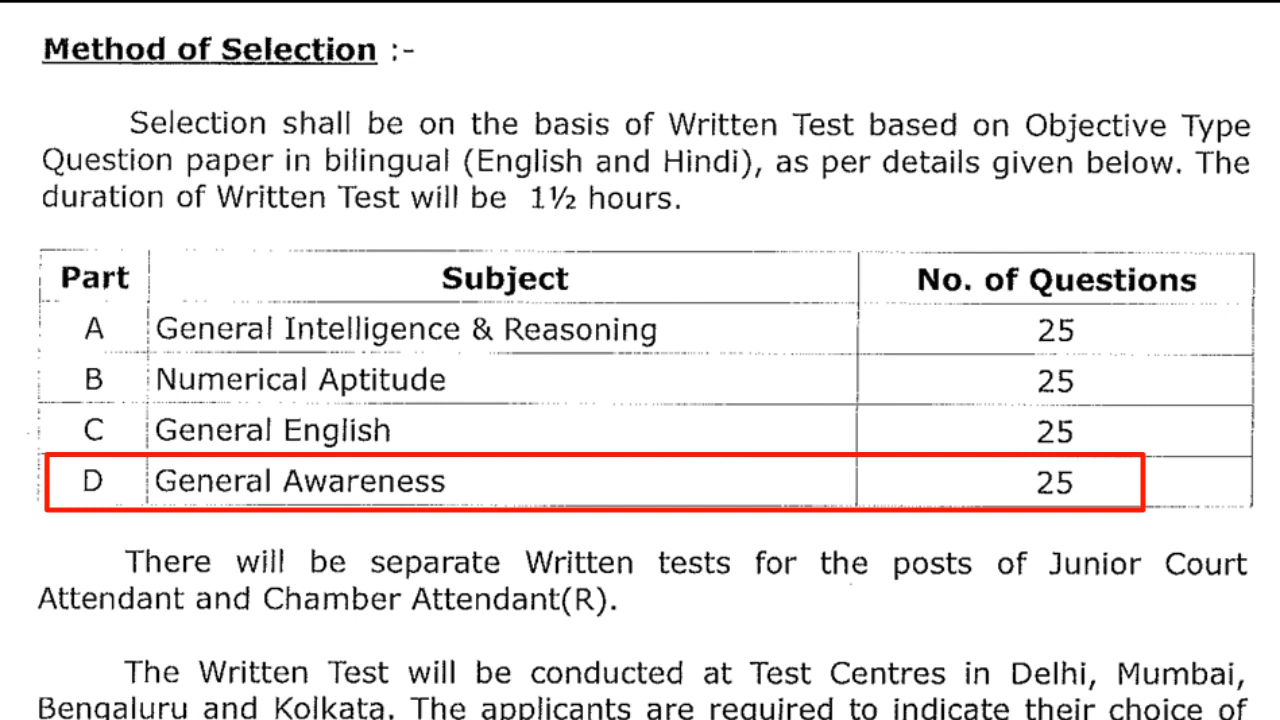 Method of Selection :-
Selection shall be on the basis of Written Test based on Objective Type
Question paper in bilingual (English and Hindi), as per details given below. The
duration of Written Test will be 1½ hours.
Part Subject No. of Questions
A General Intelligence & Reasoning 25
B Numerical Aptitude 25
C General English 25
D General Awareness 25
There will be separate Written tests for the posts of Junior Court
Attendant and Chamber Attendant(R).
The Written Test will be conducted at Test Centres in Delhi, Mumbai,
Bengaluru and Kolkata. The applicants are required to indicate their choice of